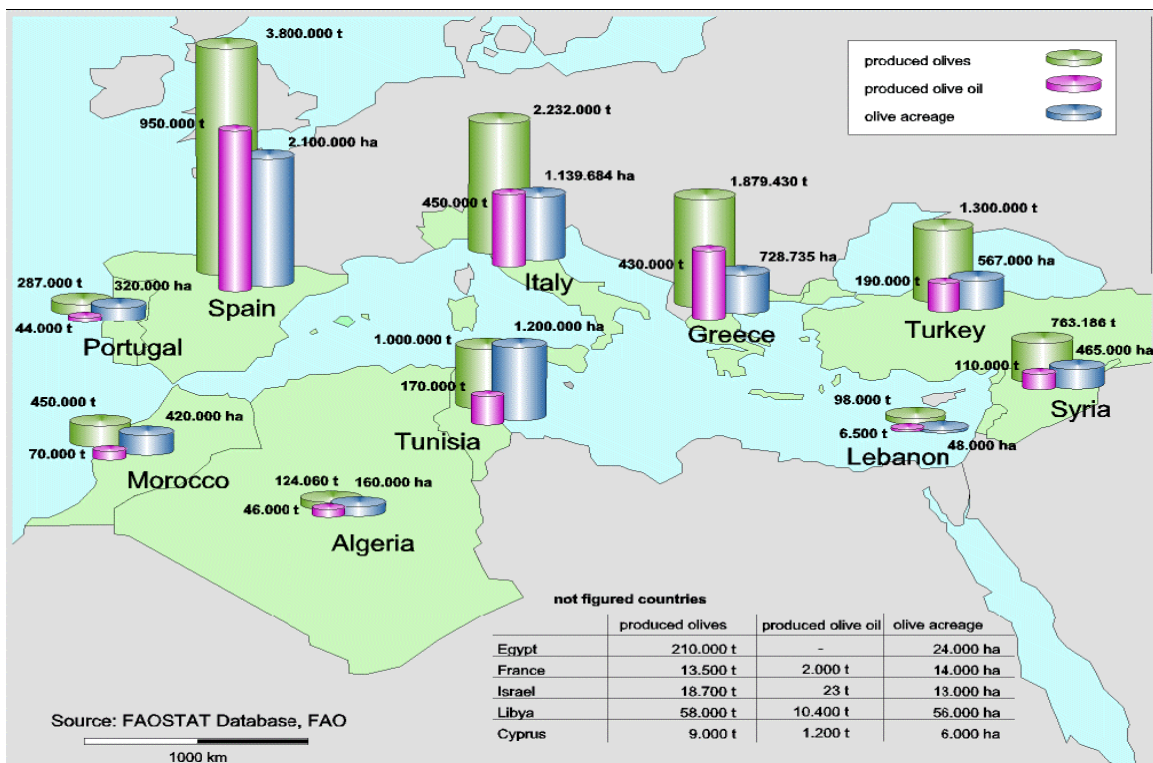 3.800.000 t
950.000 t
2.100.000 ha
Spain
2.232.000 t
450.000 t
1.139.684 ha
Italy
1.879.430 t
430.000 t
728.735 ha
Greece
1.300.000 t
190.000 t
567.000 ha
Turkey
produced olives
produced olive oil
olive acreage
287.000 t
320.000 ha
44.000 t
Portugal
1.000.000 t
1.200.000 ha
170.000 t
Tunisia
763.186 t
465.000 ha
110.000 t
Syria
98.000 t
6.500 t
48.000 ha
Lebanon
450.000 t
420.000 ha
70.000 t
Morocco
124.060 t
160.000 ha
46.000 t
Algeria
not figured countries
produced olives produced olive oil olive acreage
Egypt 210.000 t - 24.000 ha
France 13.500 t 2.000 t 14.000 ha
Israel 18.700 t 23 t 13.000 ha
Libya 58.000 t 10.400 t 56.000 ha
Cyprus 9.000 t 1.200 t 6.000 ha
Source: FAOSTAT Database, FAO
1000 km